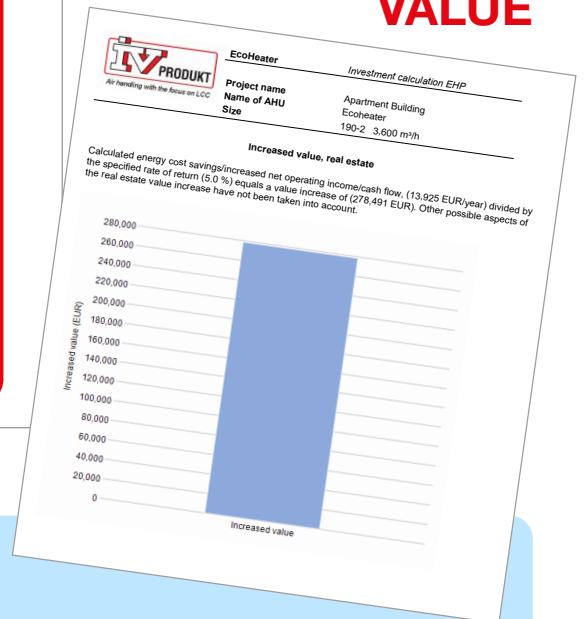 VALUE
IV PRODUKT
Air handling with the focus on LCC
EcoHeater
Investment calculation EHP
Project name
Apartment Building
Name of AHU
Ecoheater
Size
190-2 3,600 m³/h
Increased value, real estate
Calculated energy cost savings/increased net operating income/cash flow, (13,925 EUR/year) divided by
the specified rate of return (5.0 %) equals a value increase of (278,491 EUR). Other possible aspects of
the real estate value increase have not been taken into account.
280,000
260,000
240,000
220,000
200,000
180,000
160,000
140,000
120,000
100,000
80,000
60,000
40,000
20,000
0
Increased value (EUR)
Increased value